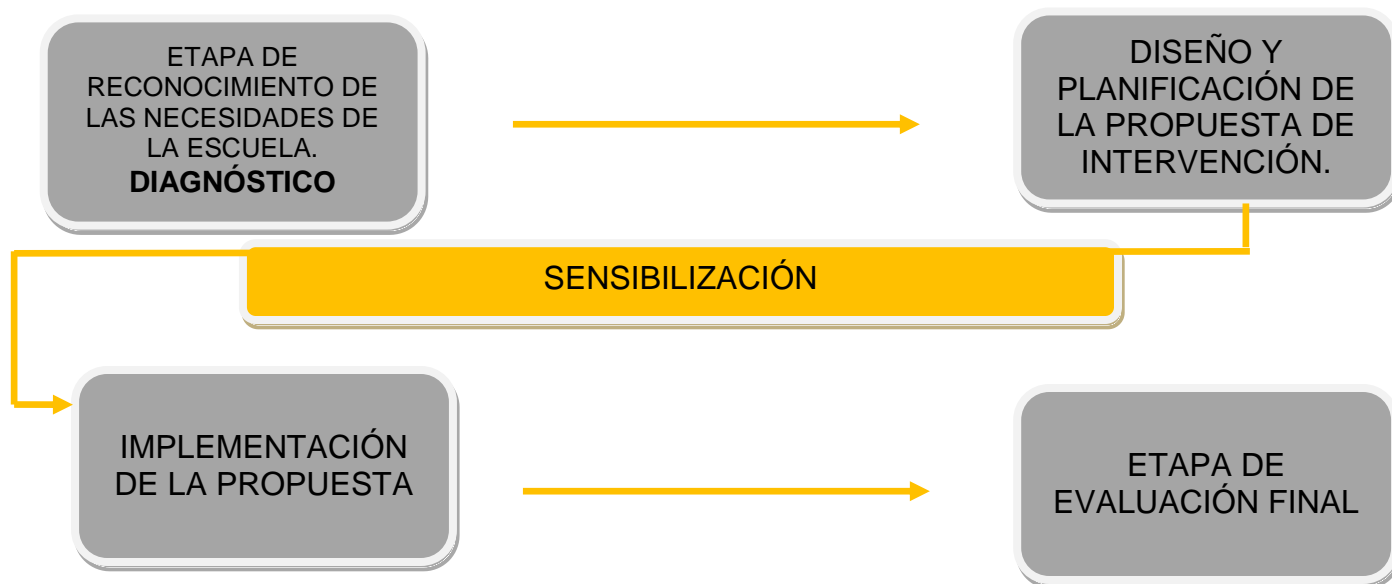 ETAPA DE
RECONOCIMIENTO DE
LAS NECESIDADES DE
LA ESCUELA.
DIAGNÓSTICO
DISEÑO Y
PLANIFICACIÓN DE
LA PROPUESTA DE
INTERVENCIÓN.
SENSIBILIZACIÓN
IMPLEMENTACIÓN
DE LA PROPUESTA
ETAPA DE
EVALUACIÓN FINAL